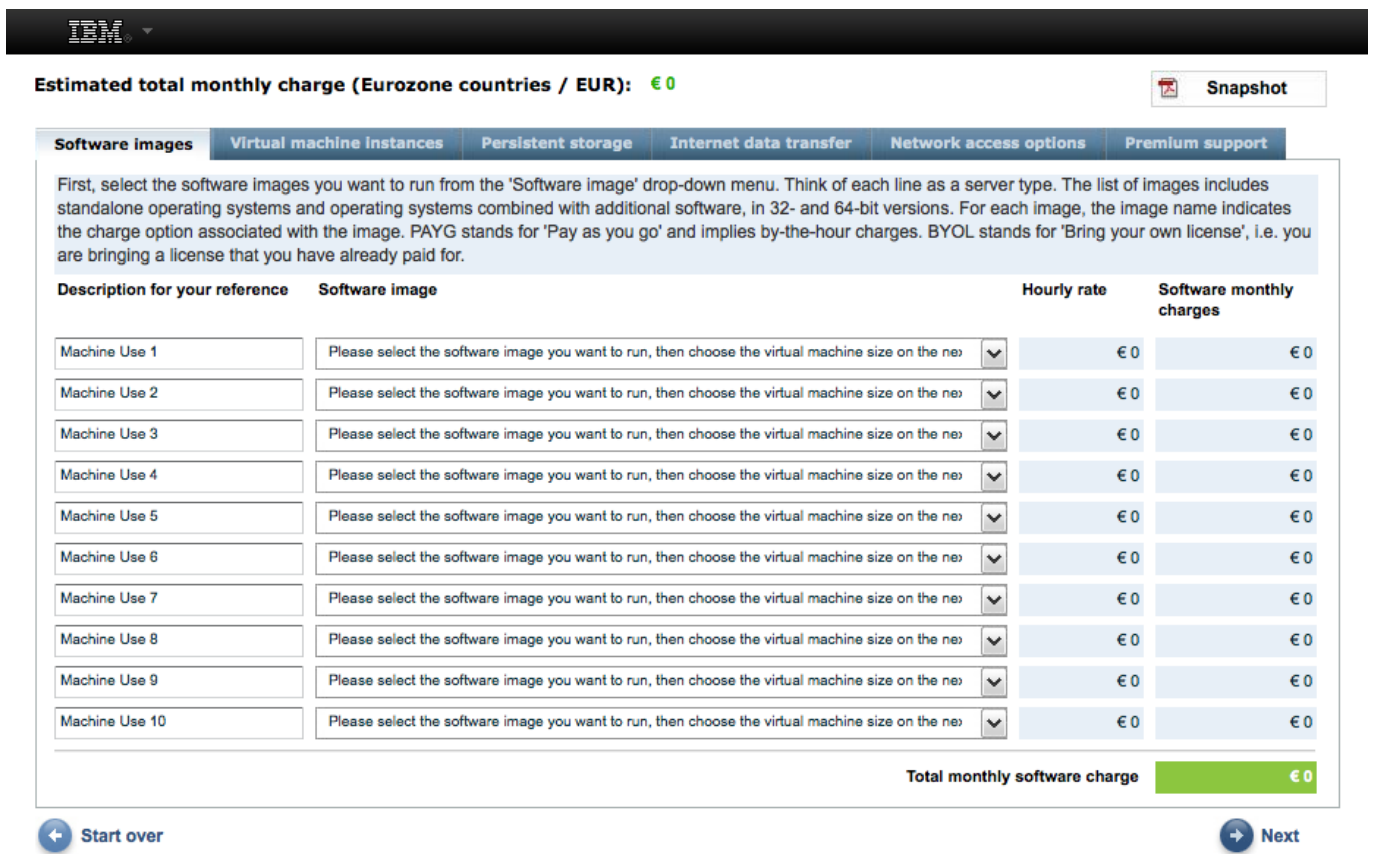 IBM®
Estimated total monthly charge (Eurozone countries / EUR): € 0
Snapshot
Software images Virtual machine instances Persistent storage Internet data transfer Network access options Premium support
First, select the software images you want to run from the 'Software image' drop-down menu. Think of each line as a server type. The list of images includes
standalone operating systems and operating systems combined with additional software, in 32- and 64-bit versions. For each image, the image name indicates
the charge option associated with the image. PAYG stands for 'Pay as you go' and implies by-the-hour charges. BYOL stands for 'Bring your own license', i.e. you
are bringing a license that you have already paid for.
Description for your reference Software image Hourly rate Software monthly
charges
Machine Use 1 Please select the software image you want to run, then choose the virtual machine size on the nex € 0 € 0
Machine Use 2 Please select the software image you want to run, then choose the virtual machine size on the nex € 0 € 0
Machine Use 3 Please select the software image you want to run, then choose the virtual machine size on the nex € 0 € 0
Machine Use 4 Please select the software image you want to run, then choose the virtual machine size on the nex € 0 € 0
Machine Use 5 Please select the software image you want to run, then choose the virtual machine size on the nex € 0 € 0
Machine Use 6 Please select the software image you want to run, then choose the virtual machine size on the nex € 0 € 0
Machine Use 7 Please select the software image you want to run, then choose the virtual machine size on the nex € 0 € 0
Machine Use 8 Please select the software image you want to run, then choose the virtual machine size on the nex € 0 € 0
Machine Use 9 Please select the software image you want to run, then choose the virtual machine size on the nex € 0 € 0
Machine Use 10 Please select the software image you want to run, then choose the virtual machine size on the nex € 0 € 0
Total monthly software charge € 0
Start over Next